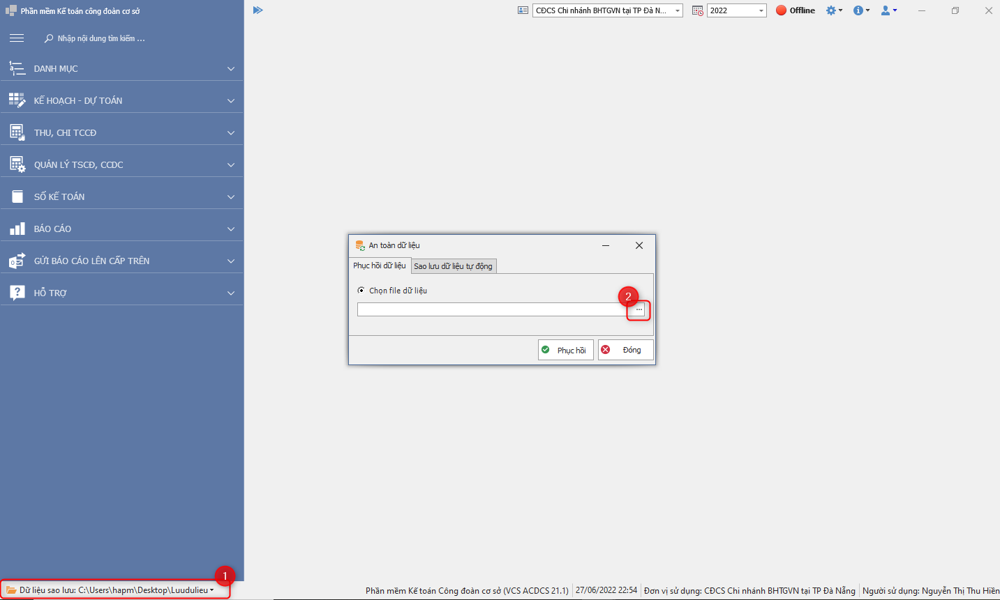 Phần mềm Kế toán công đoàn cơ sở
CĐCS Chi nhánh BHTGVN tại TP Đà N...
2022
Offline
Nhập nội dung tìm kiếm ...
DANH MỤC
KẾ HOẠCH - DỰ TOÁN
THU, CHI TCCĐ
QUẢN LÝ TSCĐ, CCDC
SỔ KẾ TOÁN
BÁO CÁO
GỬI BÁO CÁO LÊN CẤP TRÊN
HỖ TRỢ
An toàn dữ liệu
Phục hồi dữ liệu
Sao lưu dữ liệu tự động
Chọn file dữ liệu
2
...
Phục hồi
Đóng
1
Dữ liệu sao lưu: C:\Users\hapm\Desktop\Luudulieu
Phần mềm Kế toán Công đoàn cơ sở (VCS ACDCS 21.1)
27/06/2022 22:54
Đơn vị sử dụng: CĐCS Chi nhánh BHTGVN tại TP Đà Nẵng
Người sử dụng: Nguyễn Thị Thu Hiền